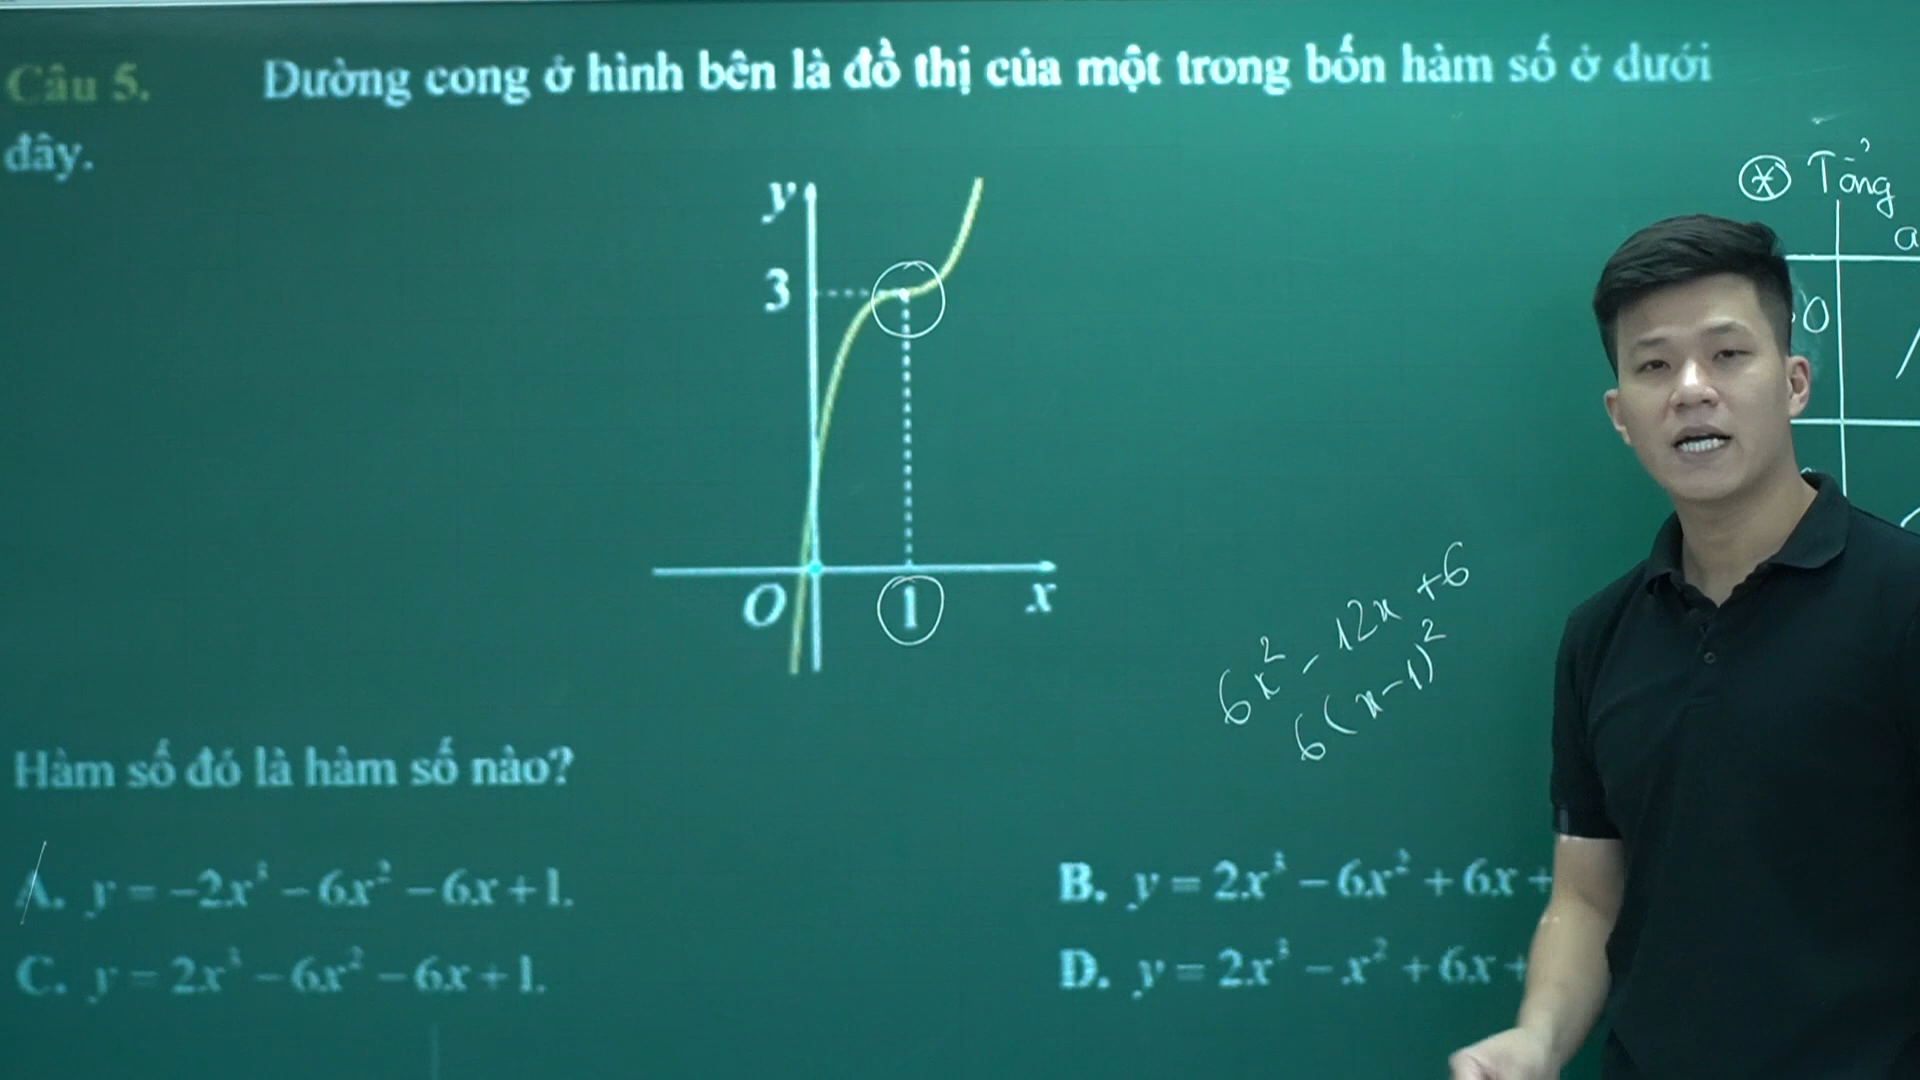 Câu 5. Đường cong ở hình bên là đồ thị của một trong bốn hàm số ở dưới
đây.
y
3
O
1
x
6x² - 12x + 6
6(x-1)²
Hàm số đó là hàm số nào?
A. y = -2x³ - 6x² - 6x + 1.
B. y = 2x³ - 6x² + 6x +
C. y = 2x³ - 6x² - 6x + 1.
D. y = 2x³ - x² + 6x +
* Tổng
a
0